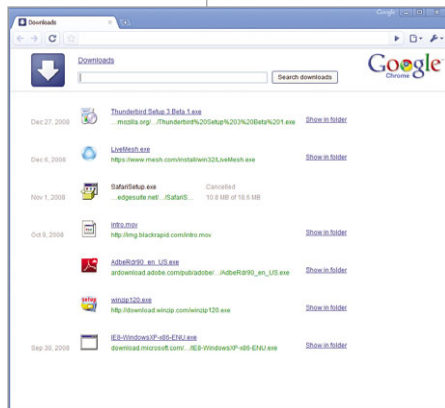 Google
Downloads
Downloads
Search downloads
Google
Chrome
Dec 27, 2008 Thunderbird Setup 3 Beta 1.exe
...mozilla.org/.../Thunderbird%20Setup%203%20Beta%201.exe Show in folder
Dec 6, 2008 LiveMesh.exe
https://www.mesh.com/install/win32/LiveMesh.exe Show in folder
Nov 1, 2008 SafariSetup.exe Cancelled
...edgesuite.net/.../SafariS... 10.8 MB of 18.6 MB
Oct 8, 2008 intro.mov
http://img.blackrapid.com/intro.mov Show in folder
AdbeRdr90_en_US.exe
ardownload.adobe.com/pub/adobe/.../AdbeRdr90_en_US.exe Show in folder
setup
winzip120.exe
http://download.winzip.com/winzip120.exe Show in folder
Sep 30, 2008 IE8-WindowsXP-x86-ENU.exe
download.microsoft.com/.../IE8-WindowsXP-x86-ENU.exe Show in folder